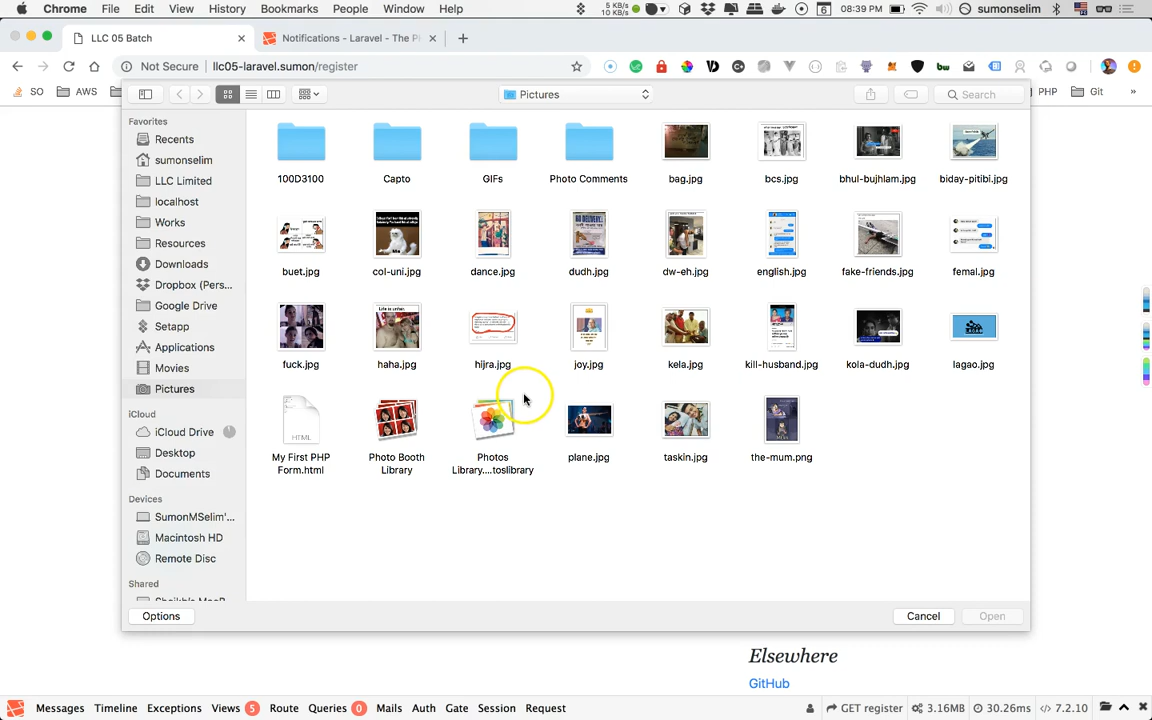 Chrome File Edit View History Bookmarks People Window Help 5 KB/s 10 KB/s 6 08:39 PM sumonselim
LLC 05 Batch Notifications - Laravel - The P
Not Secure llc05-laravel.sumon/register
SO AWS PHP Git »
Pictures Search
Favorites
Recents
sumonselim
LLC Limited
localhost
Works
Resources
Downloads
Dropbox (Pers...
Google Drive
Setapp
Applications
Movies
Pictures
iCloud
iCloud Drive
Desktop
Documents
Devices
SumonMSelim'...
Macintosh HD
Remote Disc
Shared
100D3100 Capto GIFs Photo Comments bag.jpg bcs.jpg bhul-bujhlam.jpg biday-pitibi.jpg
buet.jpg col-uni.jpg dance.jpg dudh.jpg dw-eh.jpg english.jpg fake-friends.jpg femal.jpg
fuck.jpg haha.jpg hijra.jpg joy.jpg kela.jpg kill-husband.jpg kola-dudh.jpg lagao.jpg
HTML
My First PHP Form.html Photo Booth Library Photos Library....toslibrary plane.jpg taskin.jpg the-mum.png
Options Cancel Open
Elsewhere
GitHub
Messages Timeline Exceptions Views 5 Route Queries 0 Mails Auth Gate Session Request GET register 3.16MB 30.26ms 7.2.10